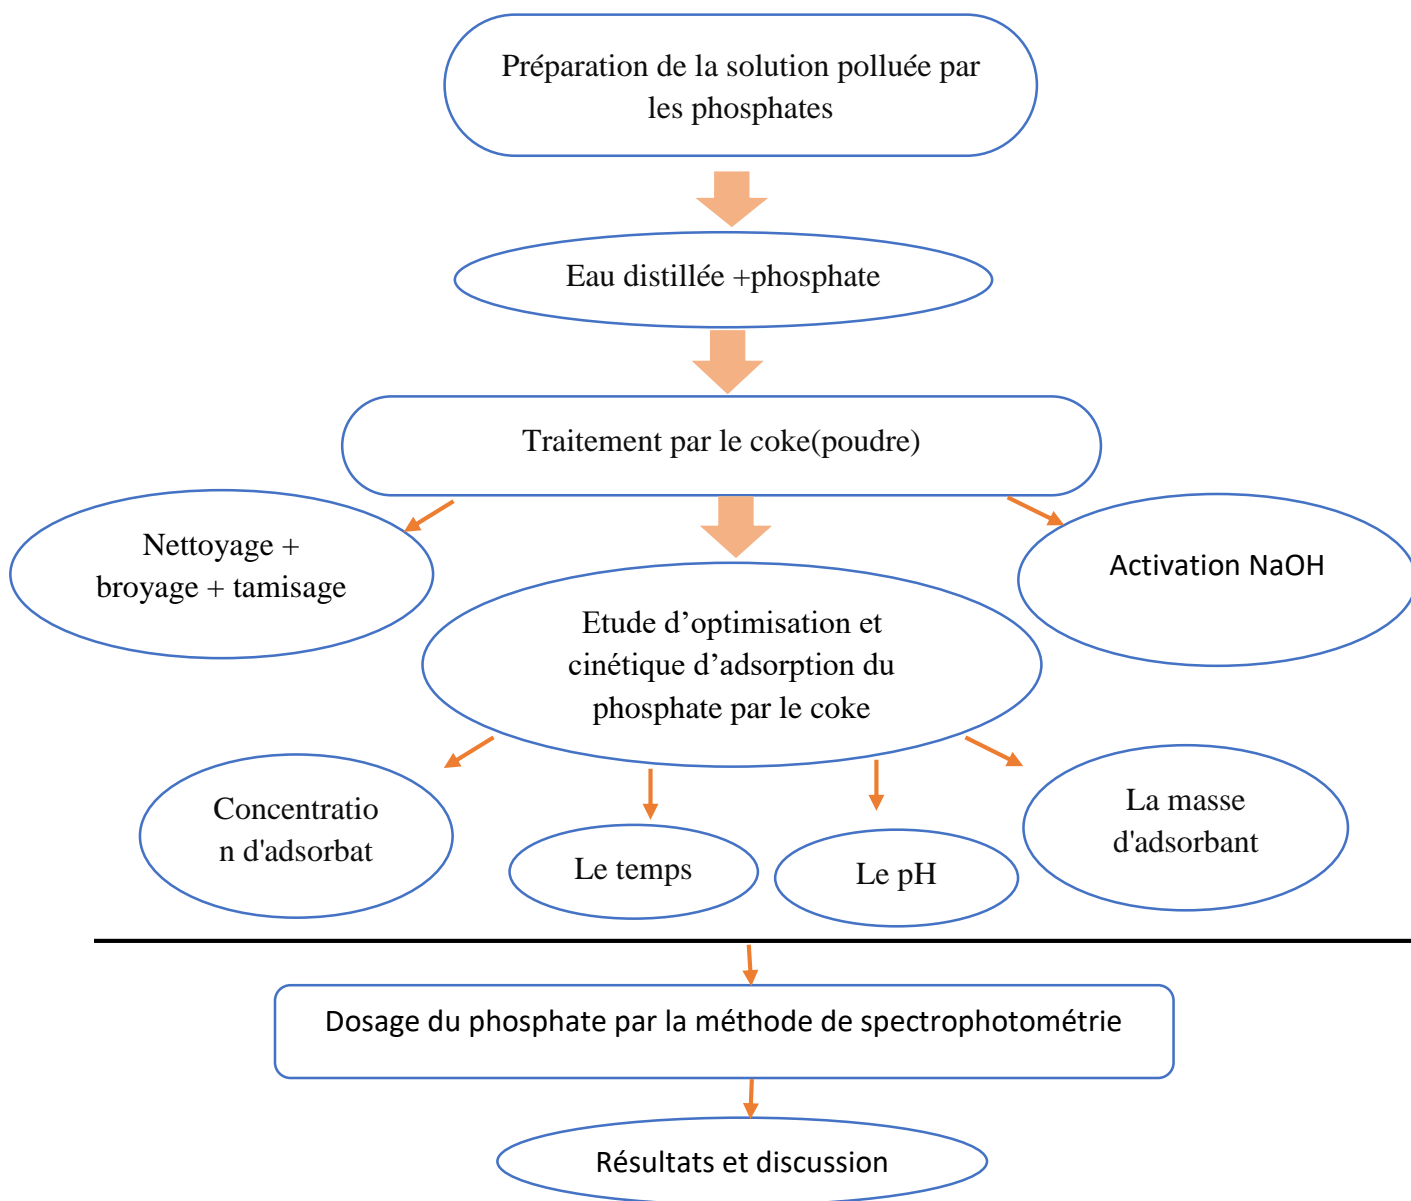 Préparation de la solution polluée par
les phosphates
Eau distillée +phosphate
Traitement par le coke(poudre)
Nettoyage +
broyage + tamisage
Activation NaOH
Etude d’optimisation et
cinétique d’adsorption du
phosphate par le coke
Concentratio
n d'adsorbat
Le temps
Le pH
La masse
d'adsorbant
Dosage du phosphate par la méthode de spectrophotométrie
Résultats et discussion